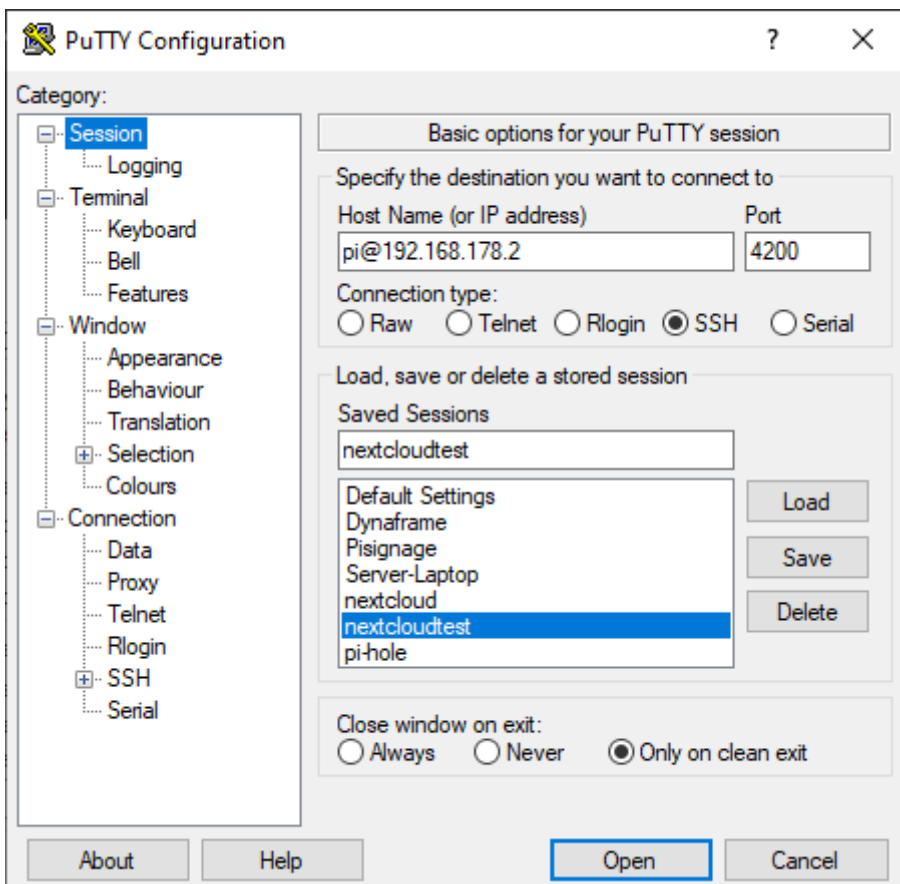 PuTTY Configuration
?
Category:
Session
Logging
Terminal
Keyboard
Bell
Features
Window
Appearance
Behaviour
Translation
Selection
Colours
Connection
Data
Proxy
Telnet
Rlogin
SSH
Serial
Basic options for your PuTTY session
Specify the destination you want to connect to
Host Name (or IP address) Port
pi@192.168.178.2 4200
Connection type:
Raw Telnet Rlogin SSH Serial
Load, save or delete a stored session
Saved Sessions
nextcloudtest
Default Settings
Dynaframe
Pisignage
Server-Laptop
nextcloud
nextcloudtest
pi-hole
Load
Save
Delete
Close window on exit:
Always Never Only on clean exit
About Help Open Cancel